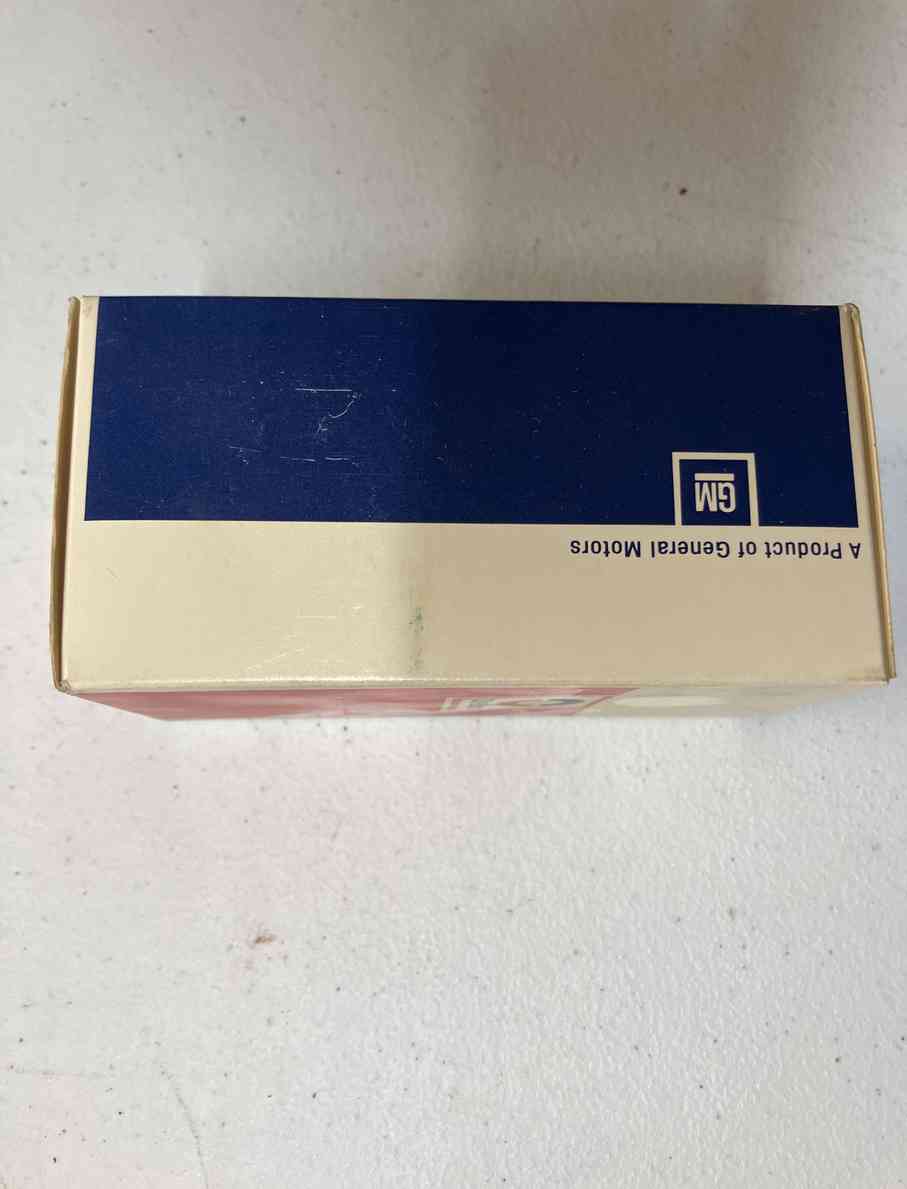 A Product of General Motors
GM